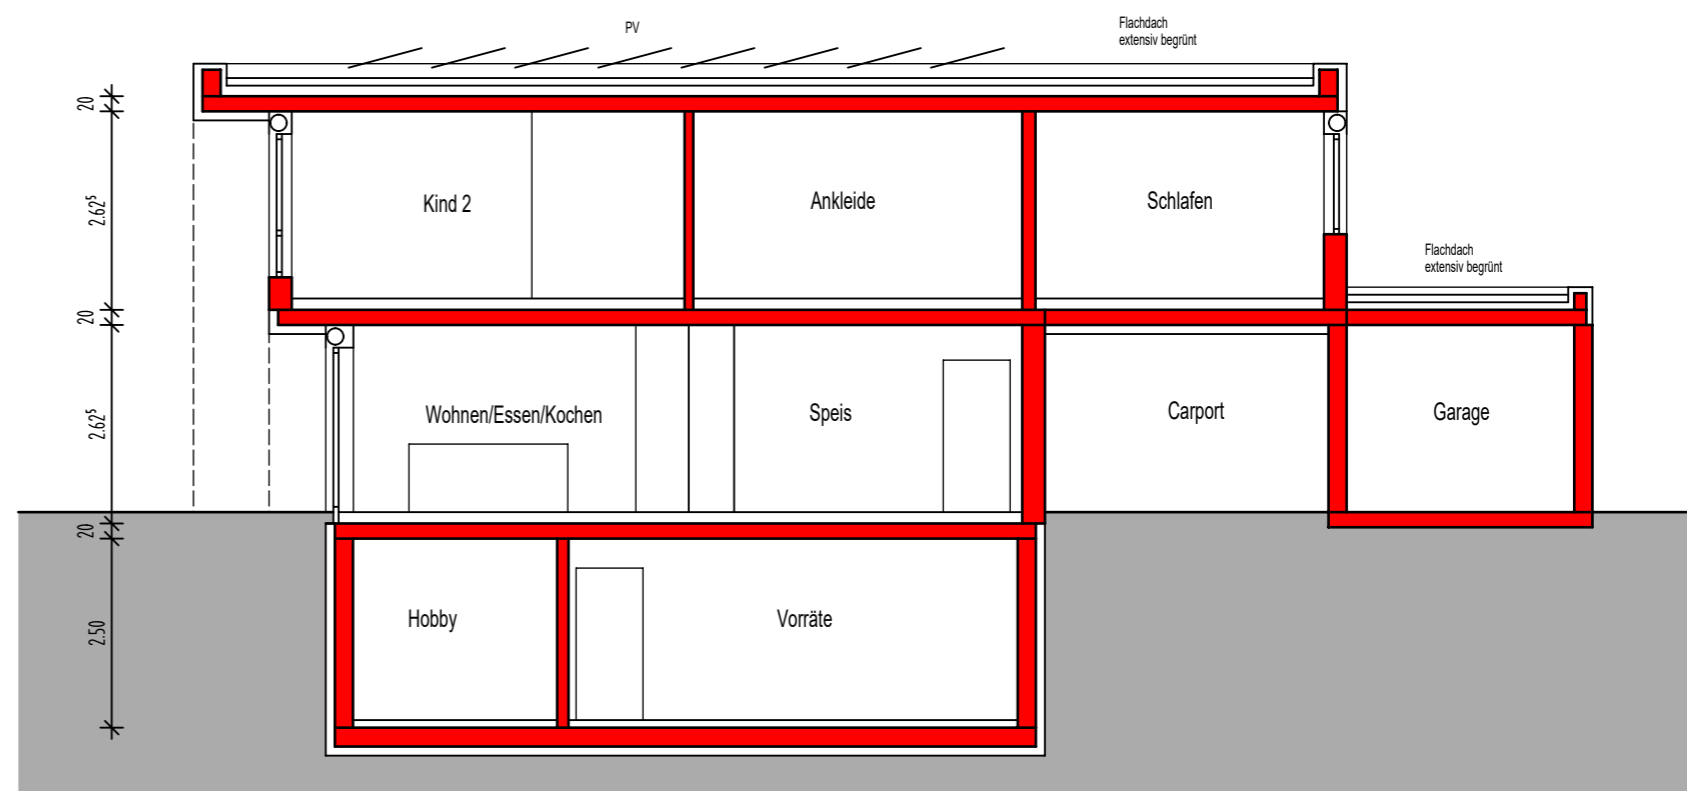 PV
Flachdach
extensiv begrünt
20
2.62⁵
Kind 2
Ankleide
Schlafen
Flachdach
extensiv begrünt
20
2.62⁵
Wohnen/Essen/Kochen
Speis
Carport
Garage
20
2.50
Hobby
Vorräte